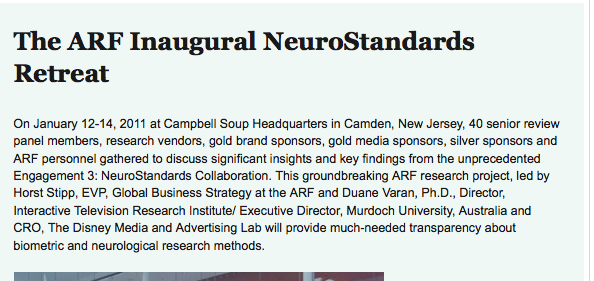 The ARF Inaugural NeuroStandards
Retreat
On January 12-14, 2011 at Campbell Soup Headquarters in Camden, New Jersey, 40 senior review
panel members, research vendors, gold brand sponsors, gold media sponsors, silver sponsors and
ARF personnel gathered to discuss significant insights and key findings from the unprecedented
Engagement 3: NeuroStandards Collaboration. This groundbreaking ARF research project, led by
Horst Stipp, EVP, Global Business Strategy at the ARF and Duane Varan, Ph.D., Director,
Interactive Television Research Institute/ Executive Director, Murdoch University, Australia and
CRO, The Disney Media and Advertising Lab will provide much-needed transparency about
biometric and neurological research methods.